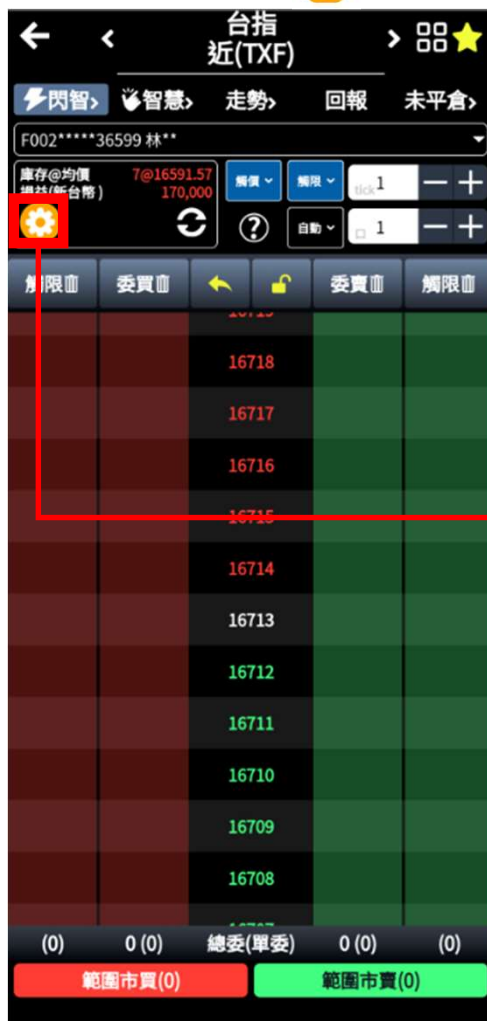 台指
近(TXF)
閃智› 智慧› 走勢› 回報 未平倉›
F002*****36599 林**
庫存@均價 7@16591.57
損益(新台幣) 170,000
觸價 觸限 tick 1
? 自動 口 1
觸限 委買 委賣 觸限
16719
16718
16717
16716
16715
16714
16713
16712
16711
16710
16709
16708
16707
(0) 0 (0) 總委(單委) 0 (0) (0)
範圍市買(0) 範圍市賣(0)